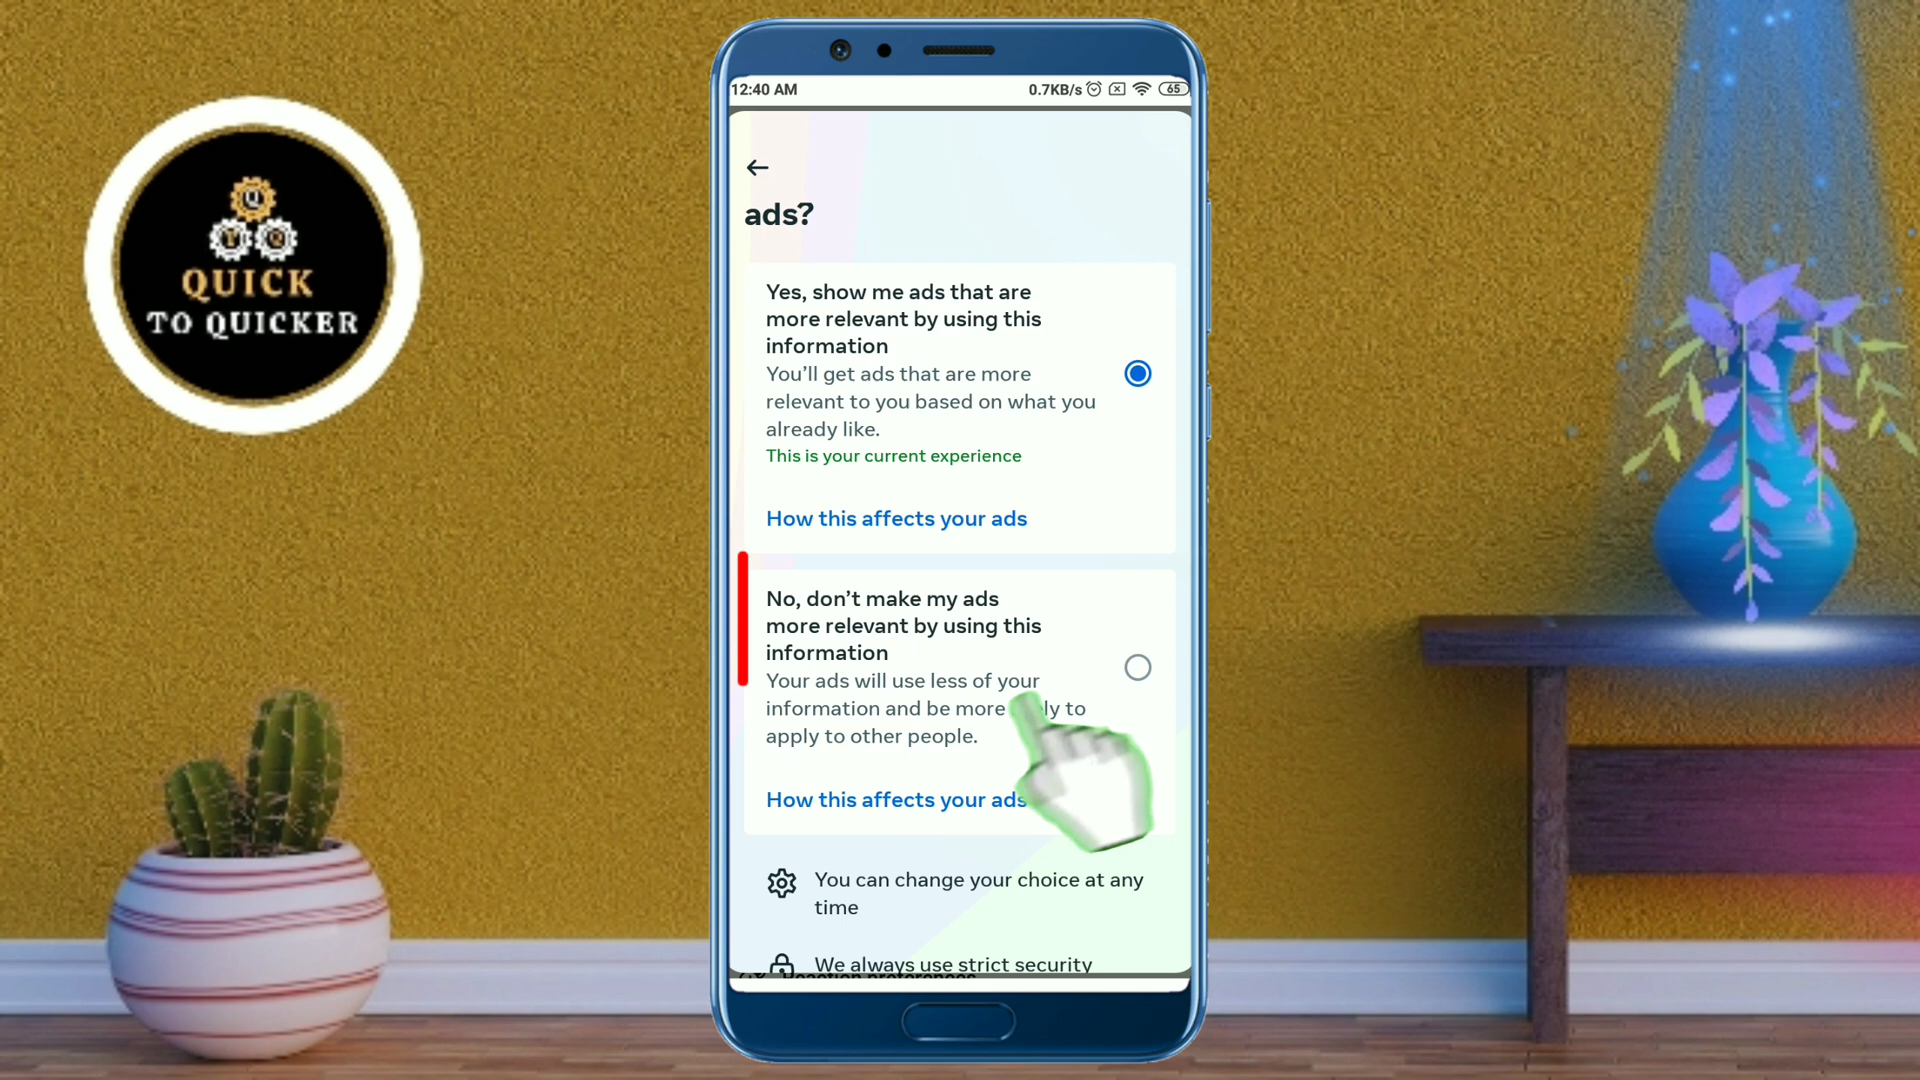 12:40 AM
0.7KB/s
65
ads?
QUICK
TO QUICKER
Yes, show me ads that are
more relevant by using this
information
You'll get ads that are more
relevant to you based on what you
already like.
This is your current experience
How this affects your ads
No, don't make my ads
more relevant by using this
information
Your ads will use less of your
information and be more to
apply to other people.
How this affects your ads
You can change your choice at any
time
We always use strict security